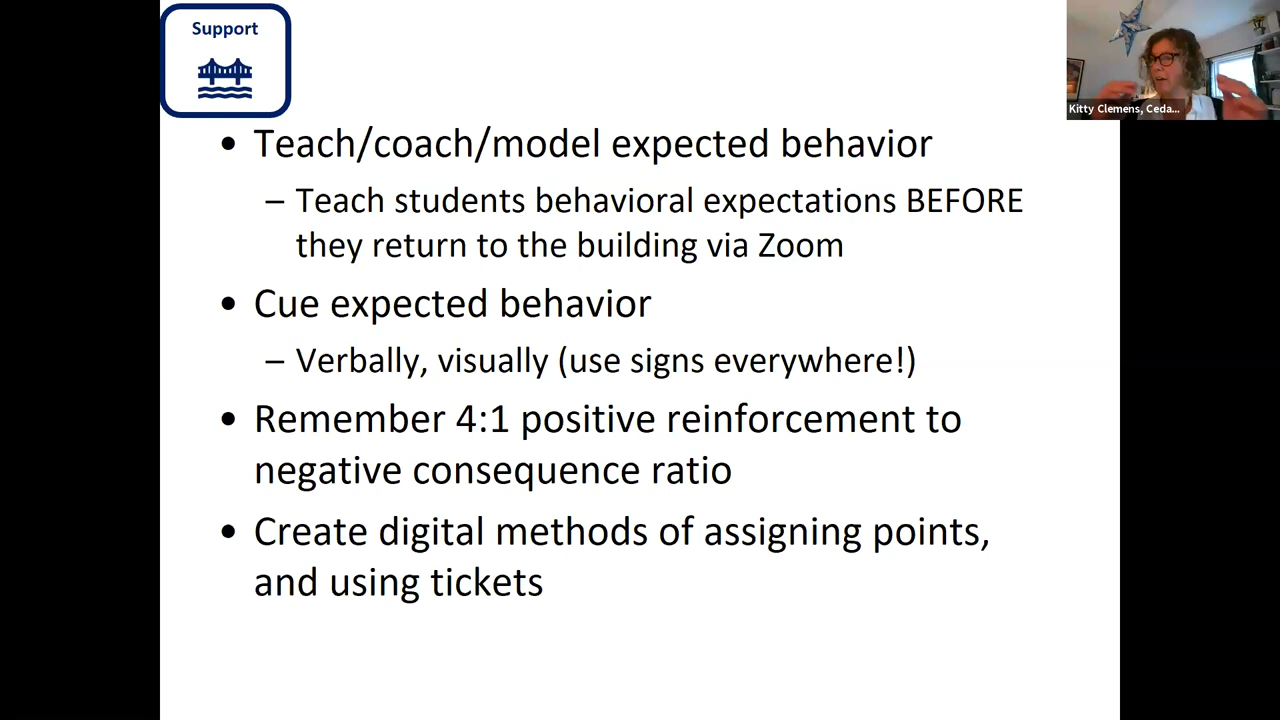 Support
• Teach/coach/model expected behavior
– Teach students behavioral expectations BEFORE
they return to the building via Zoom
• Cue expected behavior
– Verbally, visually (use signs everywhere!)
• Remember 4:1 positive reinforcement to
negative consequence ratio
• Create digital methods of assigning points,
and using tickets
Kitty Clemens, Ceda...